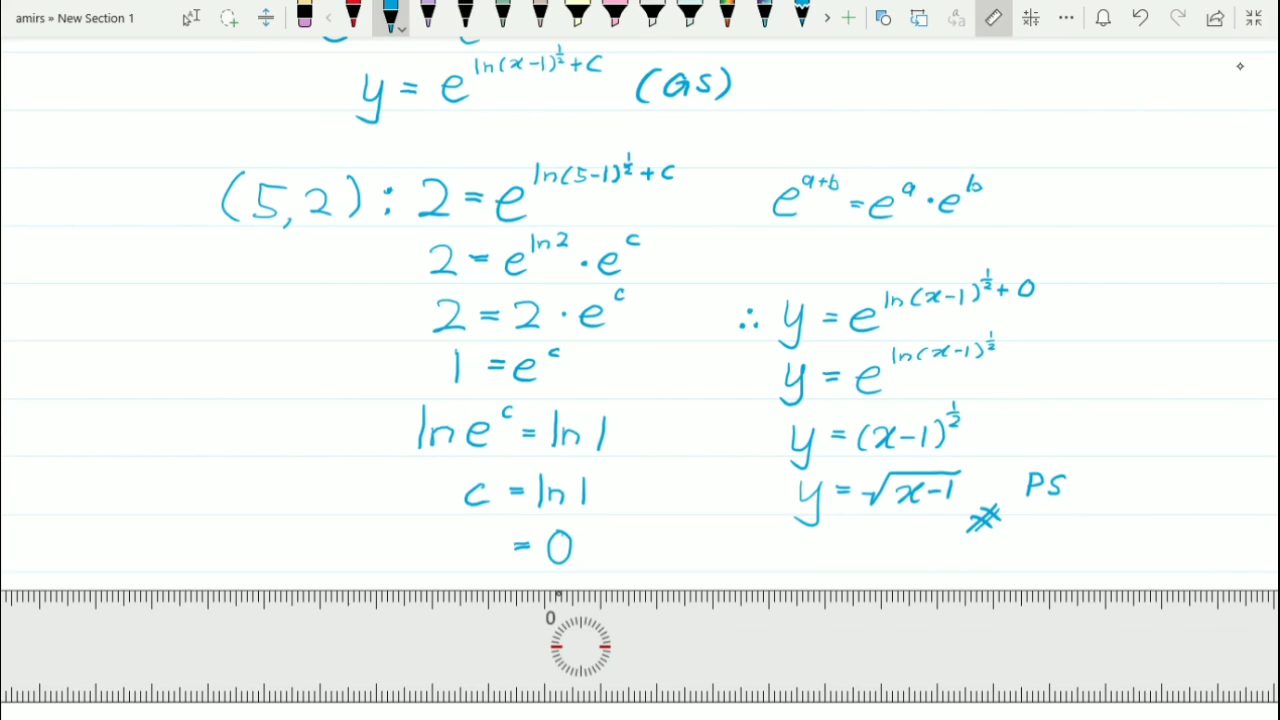 amirs » New Section 1
y = e^{ln(x-1)^{1/2}+C} (GS)
(5,2) : 2 = e^{ln(5-1)^{1/2}+C}
e^{a+b} = e^a · e^b
2 = e^{ln2} · e^c
2 = 2 · e^c
1 = e^c
ln e^c = ln 1
c = ln 1
= 0
∴ y = e^{ln(x-1)^{1/2}+0}
y = e^{ln(x-1)^{1/2}}
y = (x-1)^{1/2}
y = √(x-1) PS
0